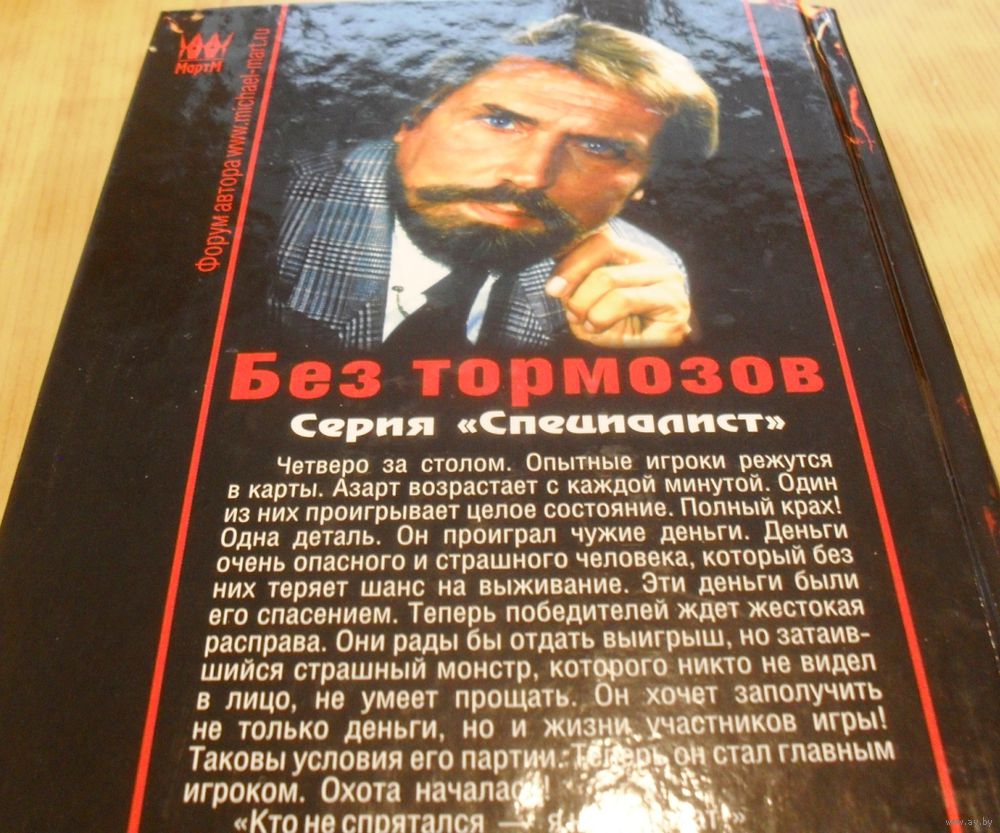 МартМ
Форум автора www.michael-mart.ru
Без тормозов
Серия «Специалист»
Четверо за столом. Опытные игроки режутся
в карты. Азарт возрастает с каждой минутой. Один
из них проигрывает целое состояние. Полный крах!
Одна деталь. Он проиграл чужие деньги. Деньги
очень опасного и страшного человека, который без
них теряет шанс на выживание. Эти деньги были
его спасением. Теперь победителей ждет жестокая
расправа. Они рады бы отдать выигрыш, но затаив-
шийся страшный монстр, которого никто не видел
в лицо, не умеет прощать. Он хочет заполучить
не только деньги, но и жизни участников игры!
Таковы условия его партии. Теперь он стал главным
игроком. Охота началась!
«Кто не спрятался — я
www.ay.by